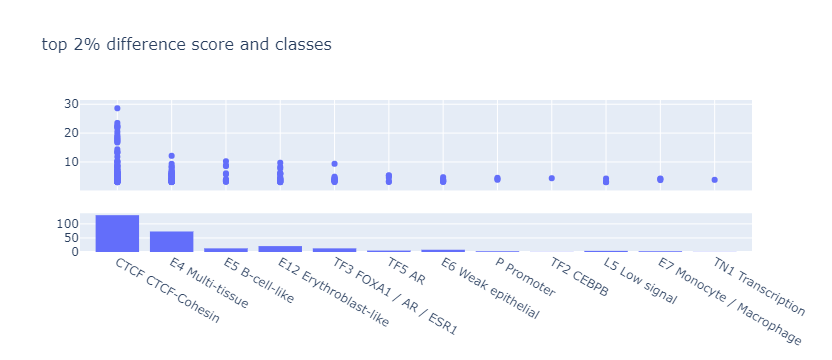 top 2% difference score and classes
30
20
10
100
50
0
CTCF CTCF-Cohesin
E4 Multi-tissue
E5 B-cell-like
E12 Erythroblast-like
TF3 FOXA1 / AR / ESR1
TF5 AR
E6 Weak epithelial
P Promoter
TF2 CEBPB
L5 Low signal
E7 Monocyte / Macrophage
TN1 Transcription